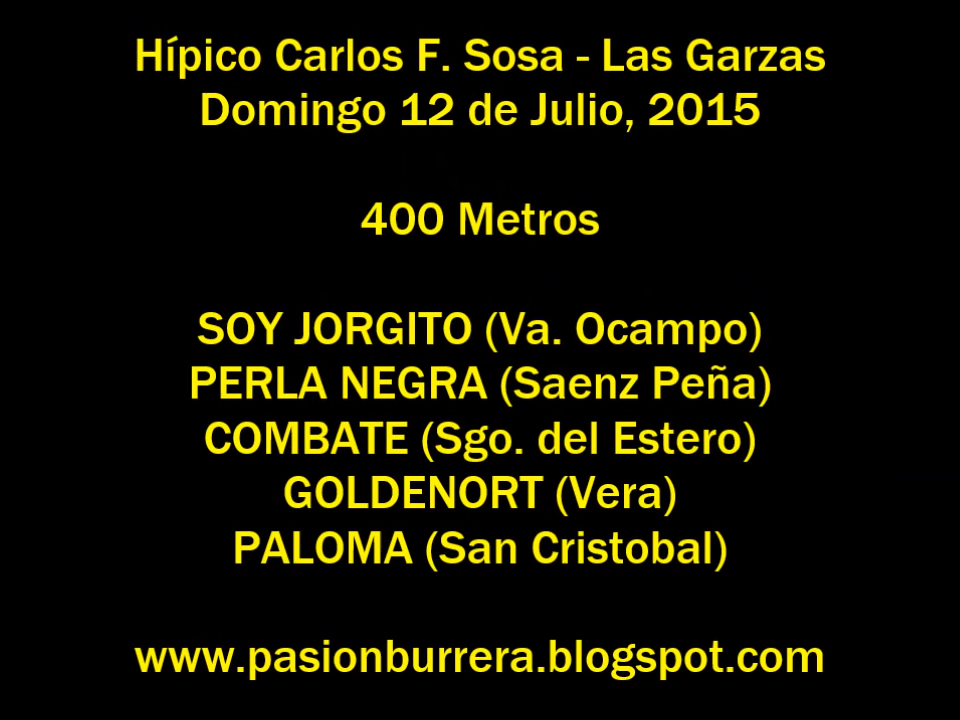 Hípico Carlos F. Sosa - Las Garzas
Domingo 12 de Julio, 2015
400 Metros
SOY JORGITO (Va. Ocampo)
PERLA NEGRA (Saenz Peña)
COMBATE (Sgo. del Estero)
GOLDENORT (Vera)
PALOMA (San Cristobal)
www.pasionburrera.blogspot.com